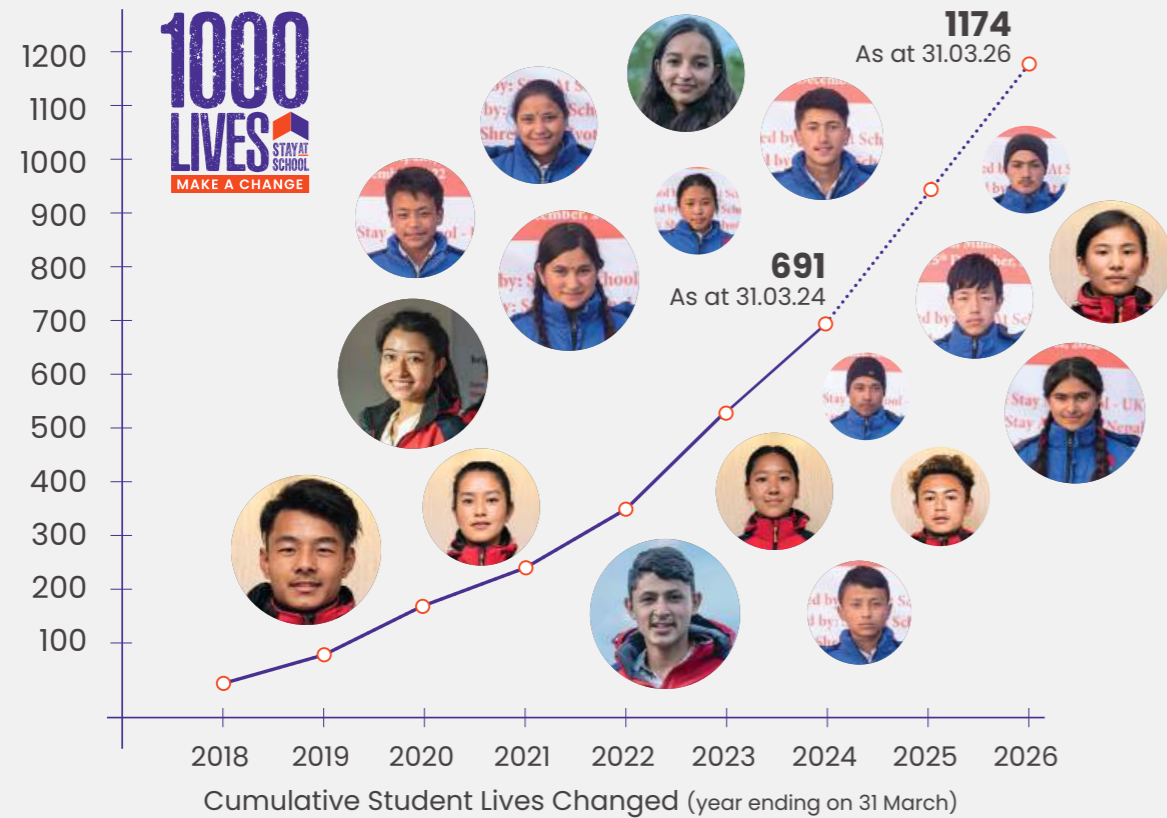 1000
LIVES
STAY AT
SCHOOL
MAKE A CHANGE
1174
As at 31.03.26
691
As at 31.03.24
1200
1100
1000
900
800
700
600
500
400
300
200
100
2018 2019 2020 2021 2022 2023 2024 2025 2026
Cumulative Student Lives Changed (year ending on 31 March)